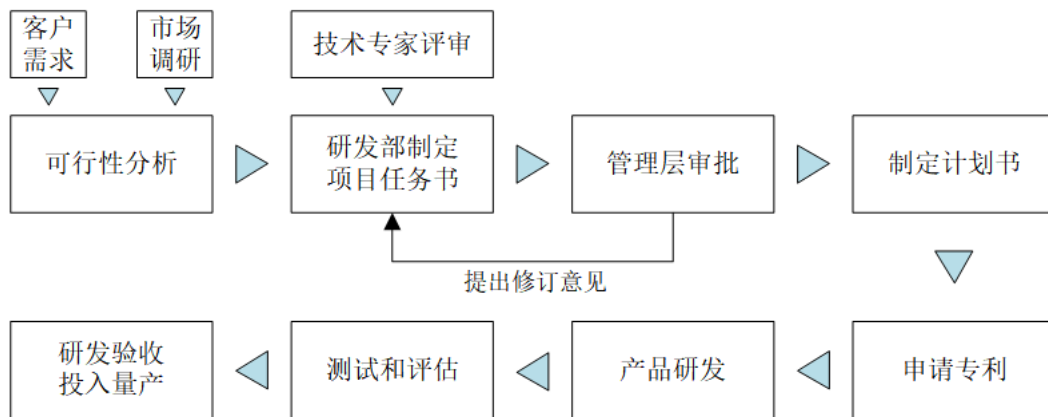 客户
需求
市场
调研
技术专家评审
可行性分析
研发部制定
项目任务书
管理层审批
制定计划书
提出修订意见
研发验收
投入量产
测试和评估
产品研发
申请专利